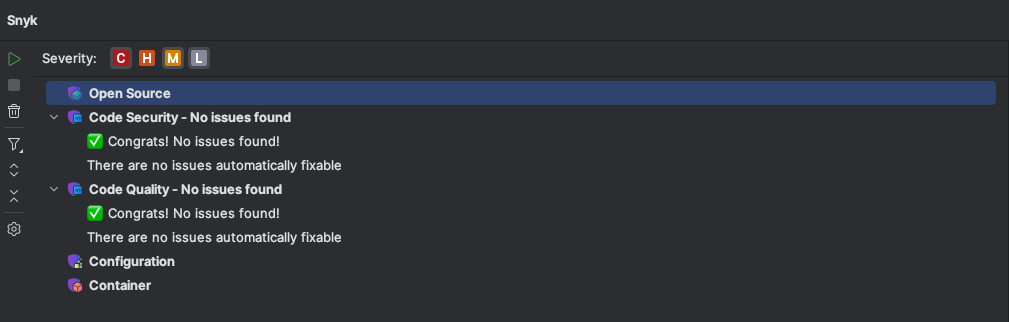 Snyk
Severity: C H M L
Open Source
Code Security - No issues found
✅ Congrats! No issues found!
There are no issues automatically fixable
Code Quality - No issues found
✅ Congrats! No issues found!
There are no issues automatically fixable
Configuration
Container